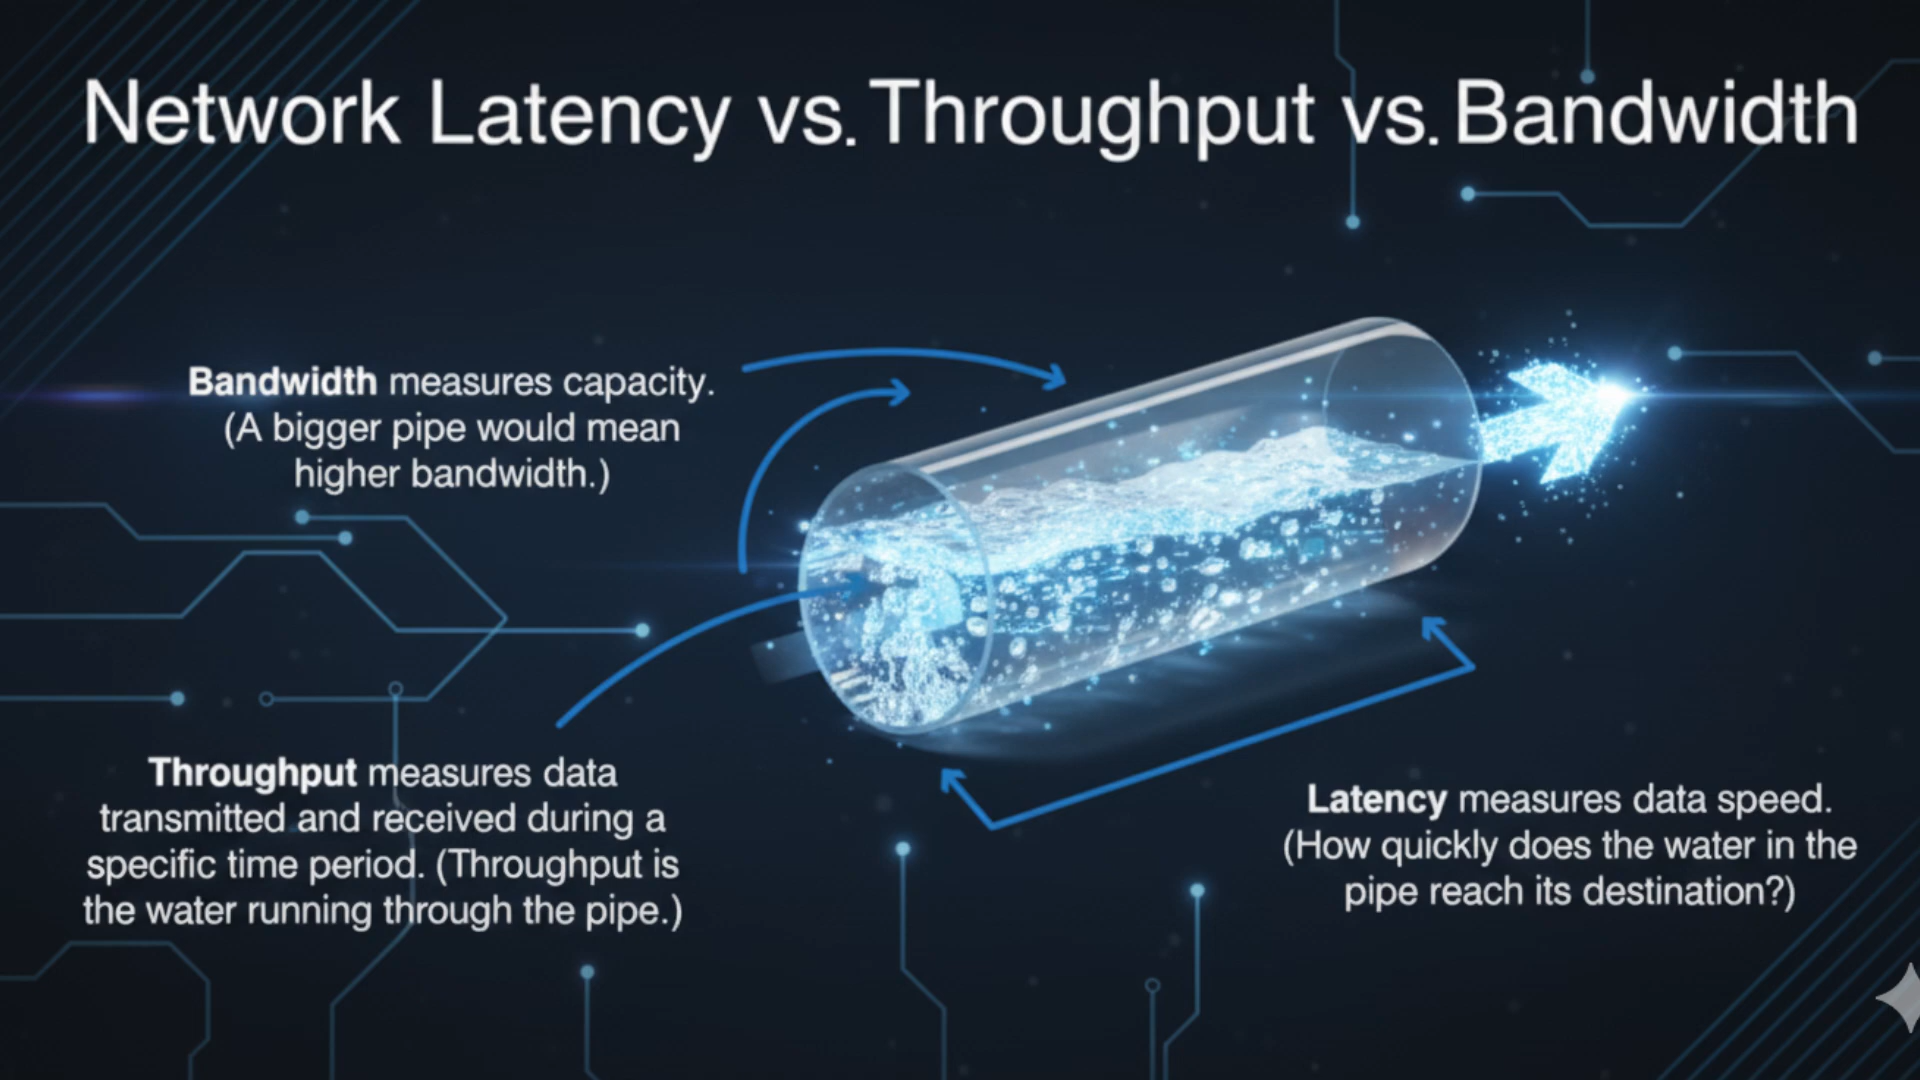 Network Latency vs. Throughput vs. Bandwidth
Bandwidth measures capacity.
(A bigger pipe would mean
higher bandwidth.)
Throughput measures data
transmitted and received during a
specific time period. (Throughput is
the water running through the pipe.)
Latency measures data speed.
(How quickly does the water in the
pipe reach its destination?)